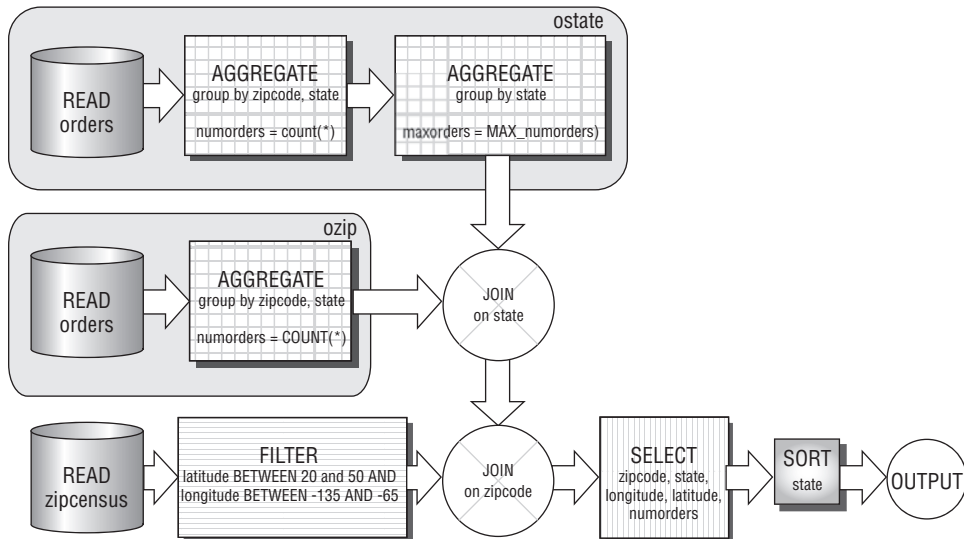 ostate
READ
orders
AGGREGATE
group by zipcode, state
numorders = count(*)
AGGREGATE
group by state
maxorders = MAX_numorders)
ozip
READ
orders
AGGREGATE
group by zipcode, state
numorders = COUNT(*)
JOIN
on state
READ
zipcensus
FILTER
latitude BETWEEN 20 and 50 AND
longitude BETWEEN -135 AND -65
JOIN
on zipcode
SELECT
zipcode, state,
longitude, latitude,
numorders
SORT
state
OUTPUT